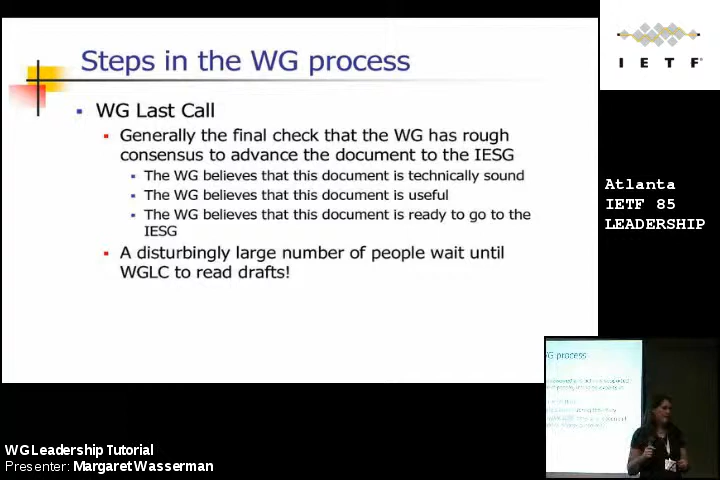 Steps in the WG process
WG Last Call
Generally the final check that the WG has rough
consensus to advance the document to the IESG
The WG believes that this document is technically sound
The WG believes that this document is useful
The WG believes that this document is ready to go to the
IESG
A disturbingly large number of people wait until
WGLC to read drafts!
I E T F
Atlanta
IETF 85
LEADERSHIP
G process
WG Leadership Tutorial
Presenter: Margaret Wasserman